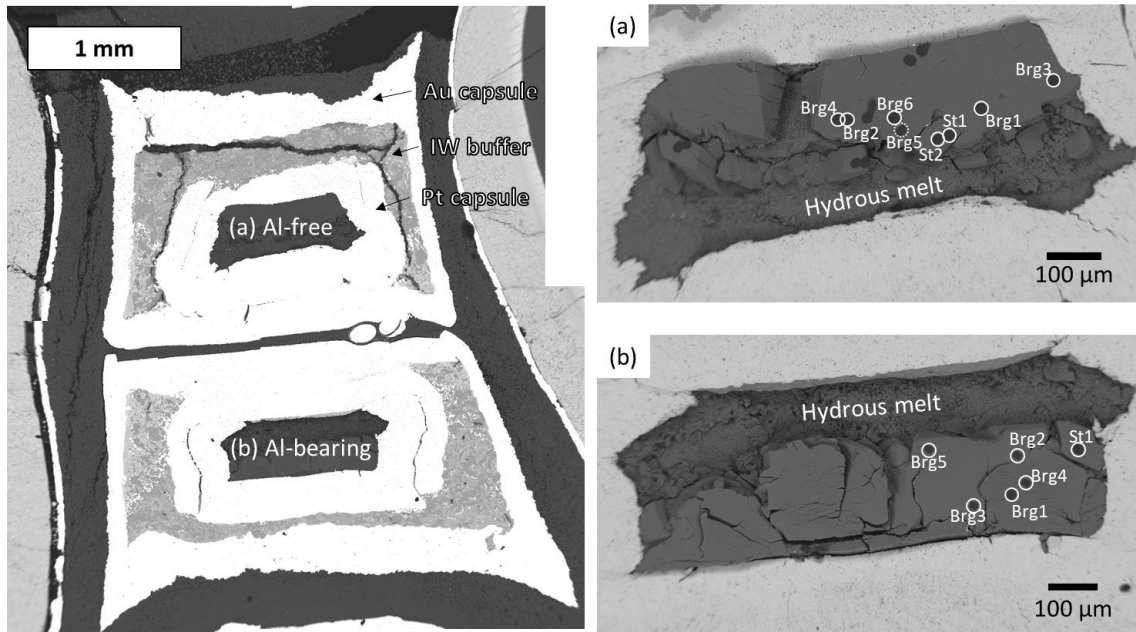 1 mm
Au capsule
IW buffer
Pt capsule
(a) Al-free
(b) Al-bearing
(a)
Brg3
Brg6
Brg4
Brg2
St1
Brg1
Brg5
St2
Hydrous melt
100 μm
(b)
Hydrous melt
Brg2
St1
Brg5
Brg4
Brg3
Brg1
100 μm